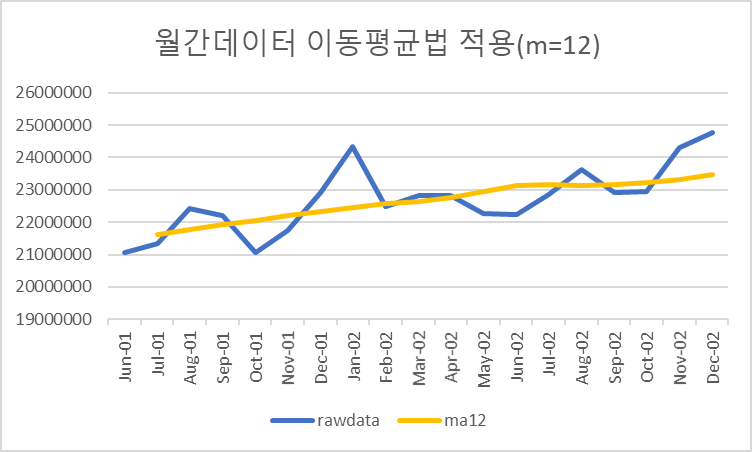 월간데이터 이동평균법 적용(m=12)
26000000
25000000
24000000
23000000
22000000
21000000
20000000
19000000
Jun-01
Jul-01
Aug-01
Sep-01
Oct-01
Nov-01
Dec-01
Jan-02
Feb-02
Mar-02
Apr-02
May-02
Jun-02
Jul-02
Aug-02
Sep-02
Oct-02
Nov-02
Dec-02
rawdata ma12